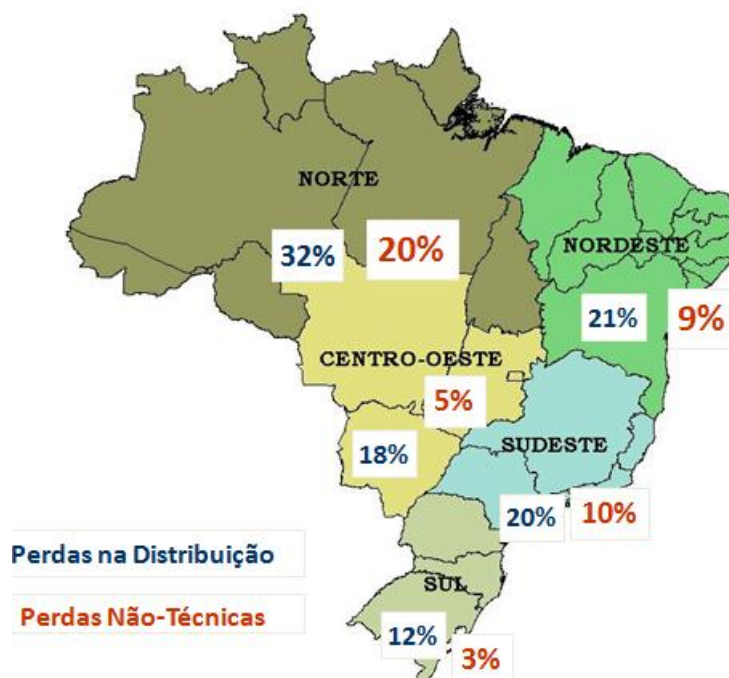 NORTE
32%
20%
NORDESTE
21%
9%
CENTRO-OESTE
5%
18%
SUDESTE
20%
10%
Perdas na Distribuição
SUL
Perdas Não-Técnicas
12%
3%